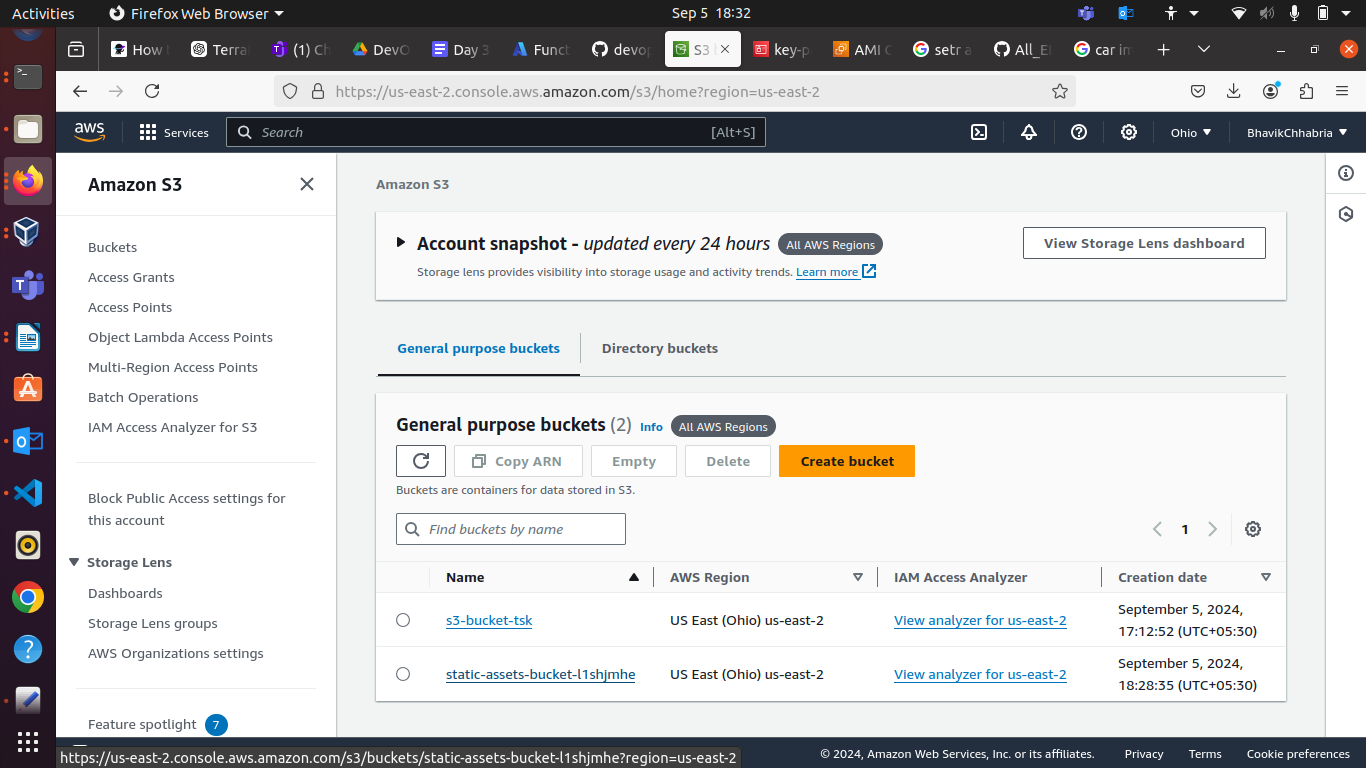 Activities
Firefox Web Browser
Sep 5 18:32
How
Terra
(1) Ch
DevO
Day 3
Funct
devop
S3
key-p
AMI C
setr a
All_El
car im
https://us-east-2.console.aws.amazon.com/s3/home?region=us-east-2
aws
Services
Search
[Alt+S]
Ohio
BhavikChhabria
Amazon S3
Buckets
Access Grants
Access Points
Object Lambda Access Points
Multi-Region Access Points
Batch Operations
IAM Access Analyzer for S3
Block Public Access settings for
this account
Storage Lens
Dashboards
Storage Lens groups
AWS Organizations settings
Feature spotlight 7
Amazon S3
Account snapshot - updated every 24 hours All AWS Regions
Storage lens provides visibility into storage usage and activity trends. Learn more
View Storage Lens dashboard
General purpose buckets
Directory buckets
General purpose buckets (2) Info All AWS Regions
Copy ARN
Empty
Delete
Create bucket
Buckets are containers for data stored in S3.
Find buckets by name
1
Name AWS Region IAM Access Analyzer Creation date
s3-bucket-tsk US East (Ohio) us-east-2 View analyzer for us-east-2 September 5, 2024,
17:12:52 (UTC+05:30)
static-assets-bucket-l1shjmhe US East (Ohio) us-east-2 View analyzer for us-east-2 September 5, 2024,
18:28:35 (UTC+05:30)
https://us-east-2.console.aws.amazon.com/s3/buckets/static-assets-bucket-l1shjmhe?region=us-east-2
© 2024, Amazon Web Services, Inc. or its affiliates.
Privacy
Terms
Cookie preferences